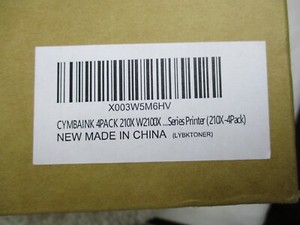 X003W5M6HV
CYMBAINK 4PACK 210X W2100X ...Series Printer (210X-4Pack)
NEW MADE IN CHINA (LYBKTONER)